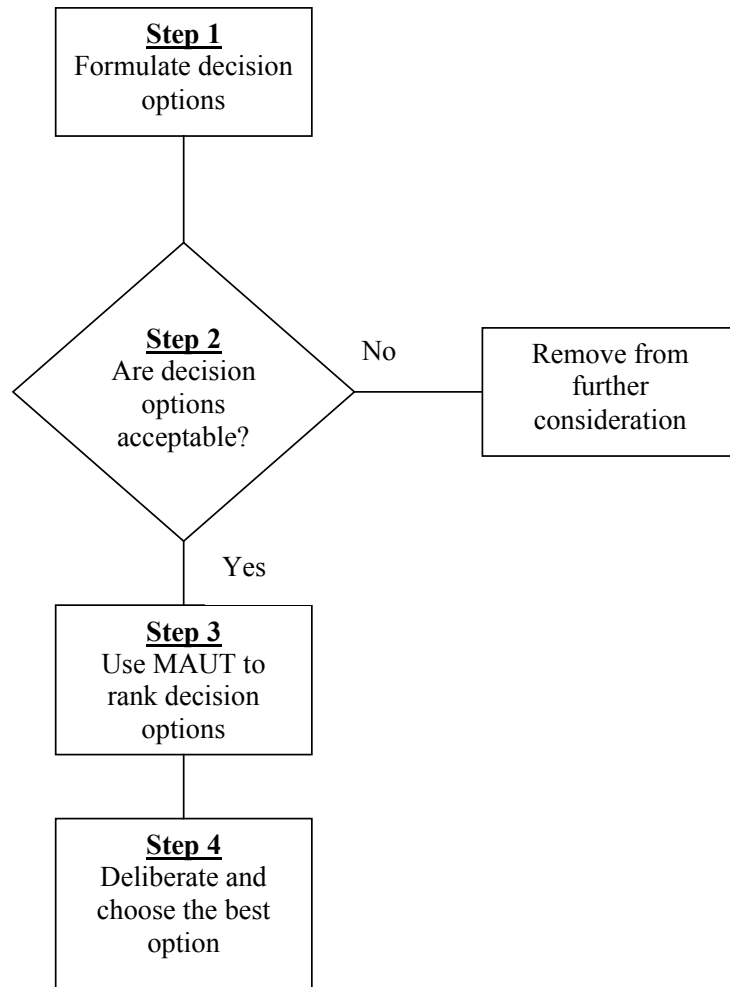 Step 1
Formulate decision
options
Step 2
Are decision
options
acceptable?
No
Remove from
further
consideration
Yes
Step 3
Use MAUT to
rank decision
options
Step 4
Deliberate and
choose the best
option